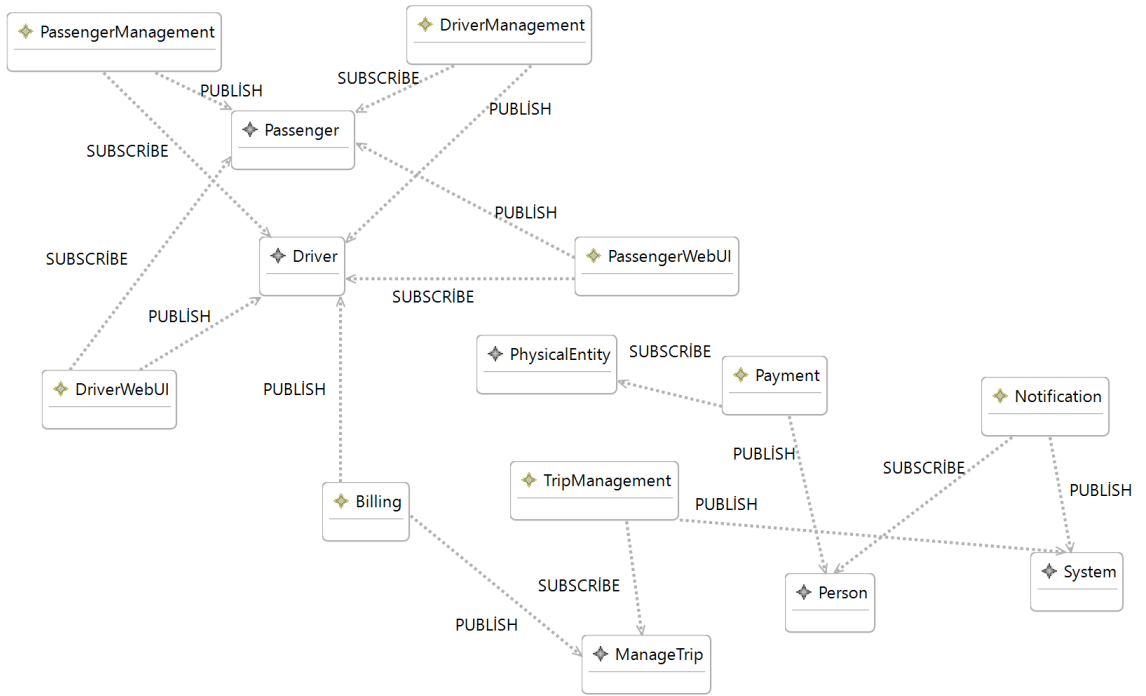 PassengerManagement
DriverManagement
SUBSCRİBE
PUBLİSH
PUBLİSH
Passenger
SUBSCRİBE
PUBLİSH
SUBSCRİBE
Driver
PassengerWebUI
SUBSCRİBE
PUBLİSH
PhysicalEntity
SUBSCRİBE
Payment
DriverWebUI
PUBLİSH
Notification
PUBLİSH
SUBSCRİBE
TripManagement
PUBLİSH
PUBLİSH
Billing
System
SUBSCRİBE
Person
PUBLİSH
ManageTrip